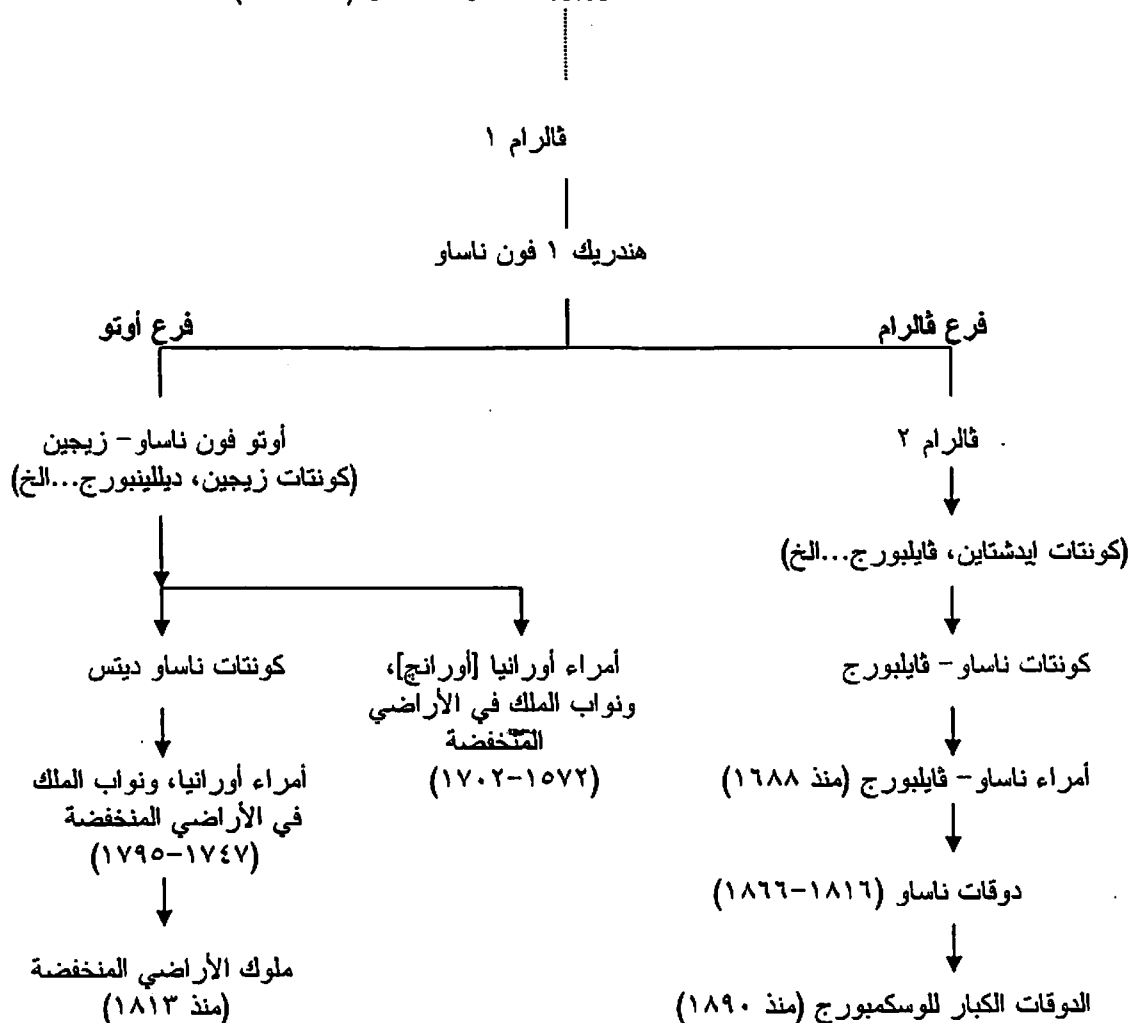 ڤالرام ١
هندريك ١ فون ناساو
فرع ڤالرام
فرع أوتو
ڤالرام ٢
(كونتات إيدشتاين، ڤايلبورج...الخ)
كونتات ناساو- ڤايلبورج
أمراء ناساو- ڤايلبورج (منذ ١٦٨٨)
دوقات ناساو (١٨١٦-١٨٦٦)
الدوقات الكبار للوسكمبورج (منذ ١٨٩٠)
أوتو فون ناساو- زيجين
(كونتات زيجين، ديللينبورج...الخ)
أمراء أورانيا [أورانچ]،
ونواب الملك في الأراضي
المنخفضة
(١٥٧٢-١٧٠٢)
كونتات ناساو ديتس
أمراء أورانيا، ونواب الملك
في الأراضي المنخفضة
(١٧٤٧-١٧٩٥)
ملوك الأراضي المنخفضة
(منذ ١٨١٣)